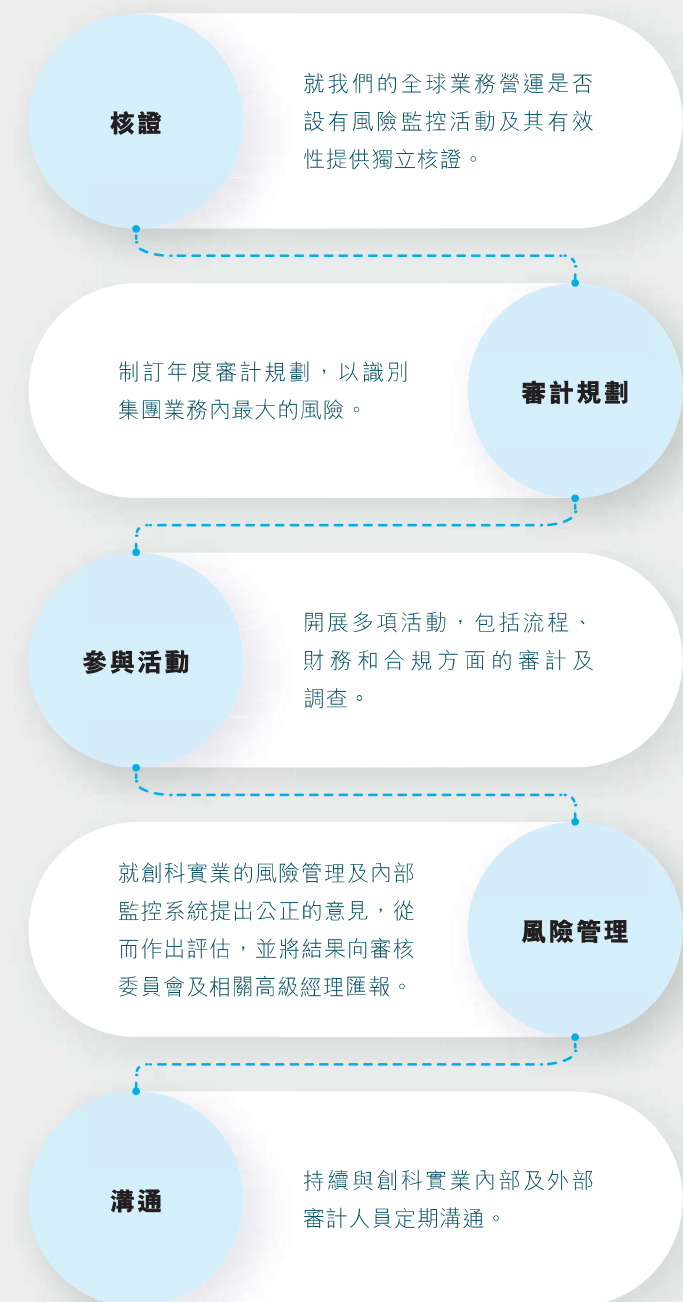 核證
就我們的全球業務營運是否
設有風險監控活動及其有效
性提供獨立核證。
制訂年度審計規劃，以識別
集團業務內最大的風險。
審計規劃
參與活動
開展多項活動，包括流程、
財務和合規方面的審計及
調查。
就創科實業的風險管理及內部
監控系統提出公正的意見，從
而作出評估，並將結果向審核
委員會及相關高級經理匯報。
風險管理
溝通
持續與創科實業內部及外部
審計人員定期溝通。